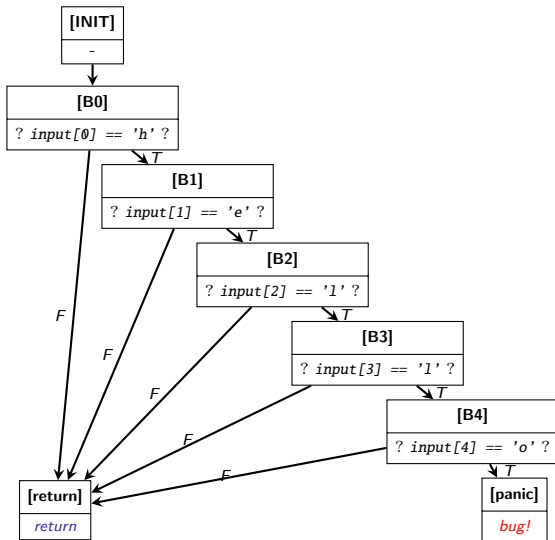 [INIT]
-
[B0]
? input[0] == 'h' ?
T
[B1]
? input[1] == 'e' ?
T
[B2]
? input[2] == 'l' ?
T
[B3]
? input[3] == 'l' ?
T
[B4]
? input[4] == 'o' ?
T
F
F
F
F
F
[return]
return
[panic]
bug!